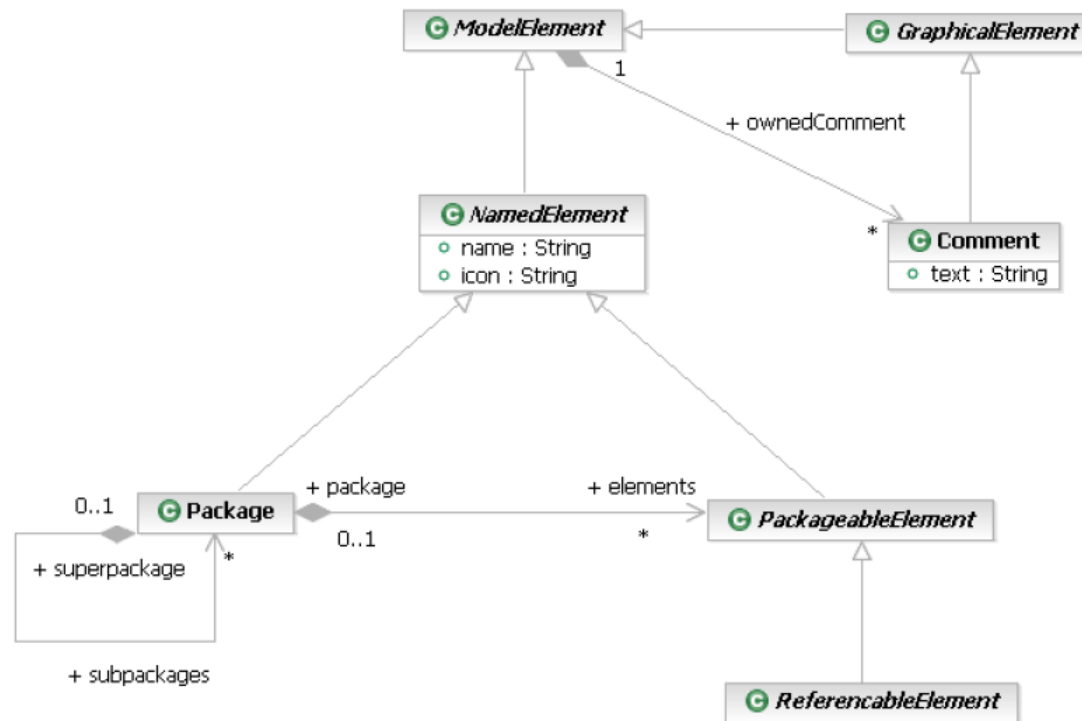 ModelElement
GraphicalElement
1
+ ownedComment
NamedElement
name : String
icon : String
*
Comment
text : String
+ package
+ elements
0..1
Package
PackageableElement
0..1
*
*
+ superpackage
+ subpackages
ReferencableElement